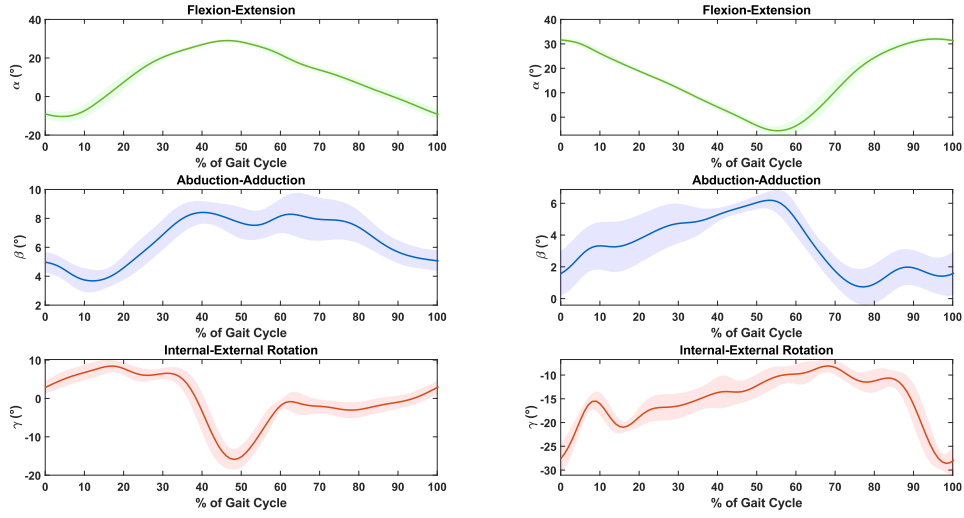 Flexion-Extension
40
20
0
-20
α (°)
0 10 20 30 40 50 60 70 80 90 100
% of Gait Cycle
Flexion-Extension
40
30
20
10
0
α (°)
0 10 20 30 40 50 60 70 80 90 100
% of Gait Cycle
Abduction-Adduction
10
8
6
4
2
β (°)
0 10 20 30 40 50 60 70 80 90 100
% of Gait Cycle
Abduction-Adduction
6
4
2
0
β (°)
0 10 20 30 40 50 60 70 80 90 100
% of Gait Cycle
Internal-External Rotation
10
0
-10
-20
γ (°)
0 10 20 30 40 50 60 70 80 90 100
% of Gait Cycle
Internal-External Rotation
-10
-15
-20
-25
-30
γ (°)
0 10 20 30 40 50 60 70 80 90 100
% of Gait Cycle